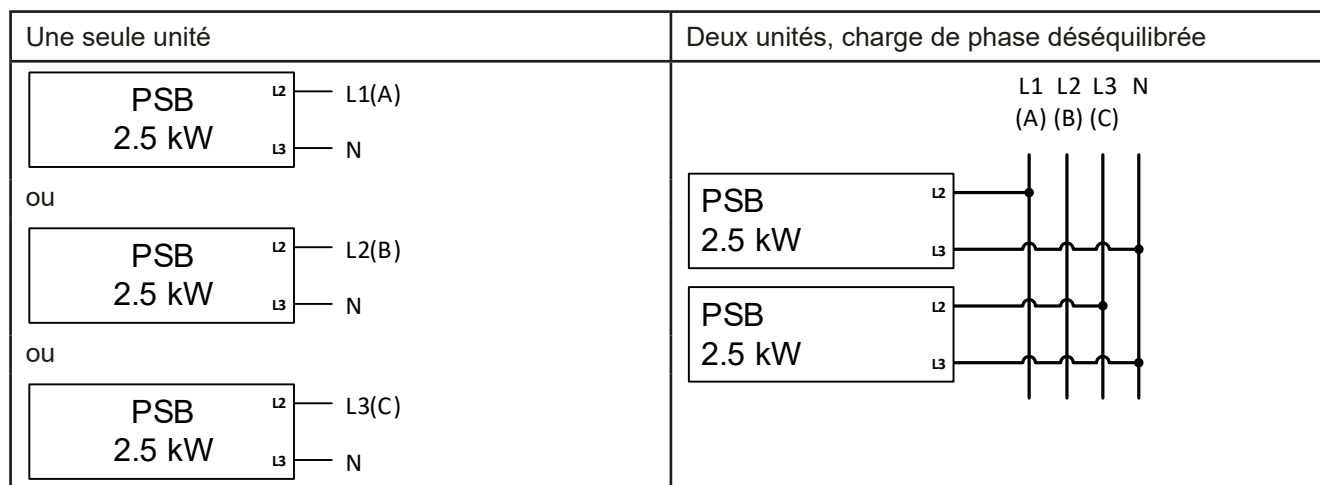 Une seule unité
PSB
2.5 kW
L2
L3
L1(A)
N
ou
PSB
2.5 kW
L2
L3
L2(B)
N
ou
PSB
2.5 kW
L2
L3
L3(C)
N
Deux unités, charge de phase déséquilibrée
L1 L2 L3 N
(A) (B) (C)
PSB
2.5 kW
L2
L3
PSB
2.5 kW
L2
L3